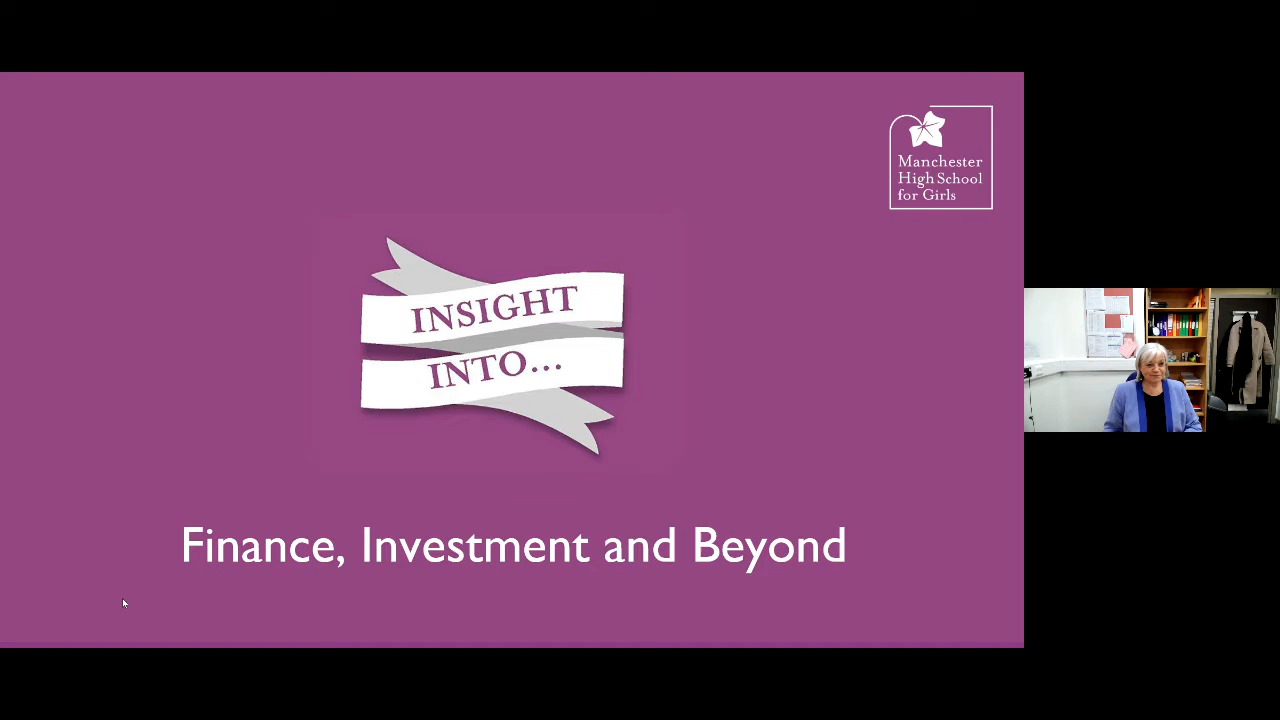 Manchester
High School
for Girls
INSIGHT
INTO...
Finance, Investment and Beyond